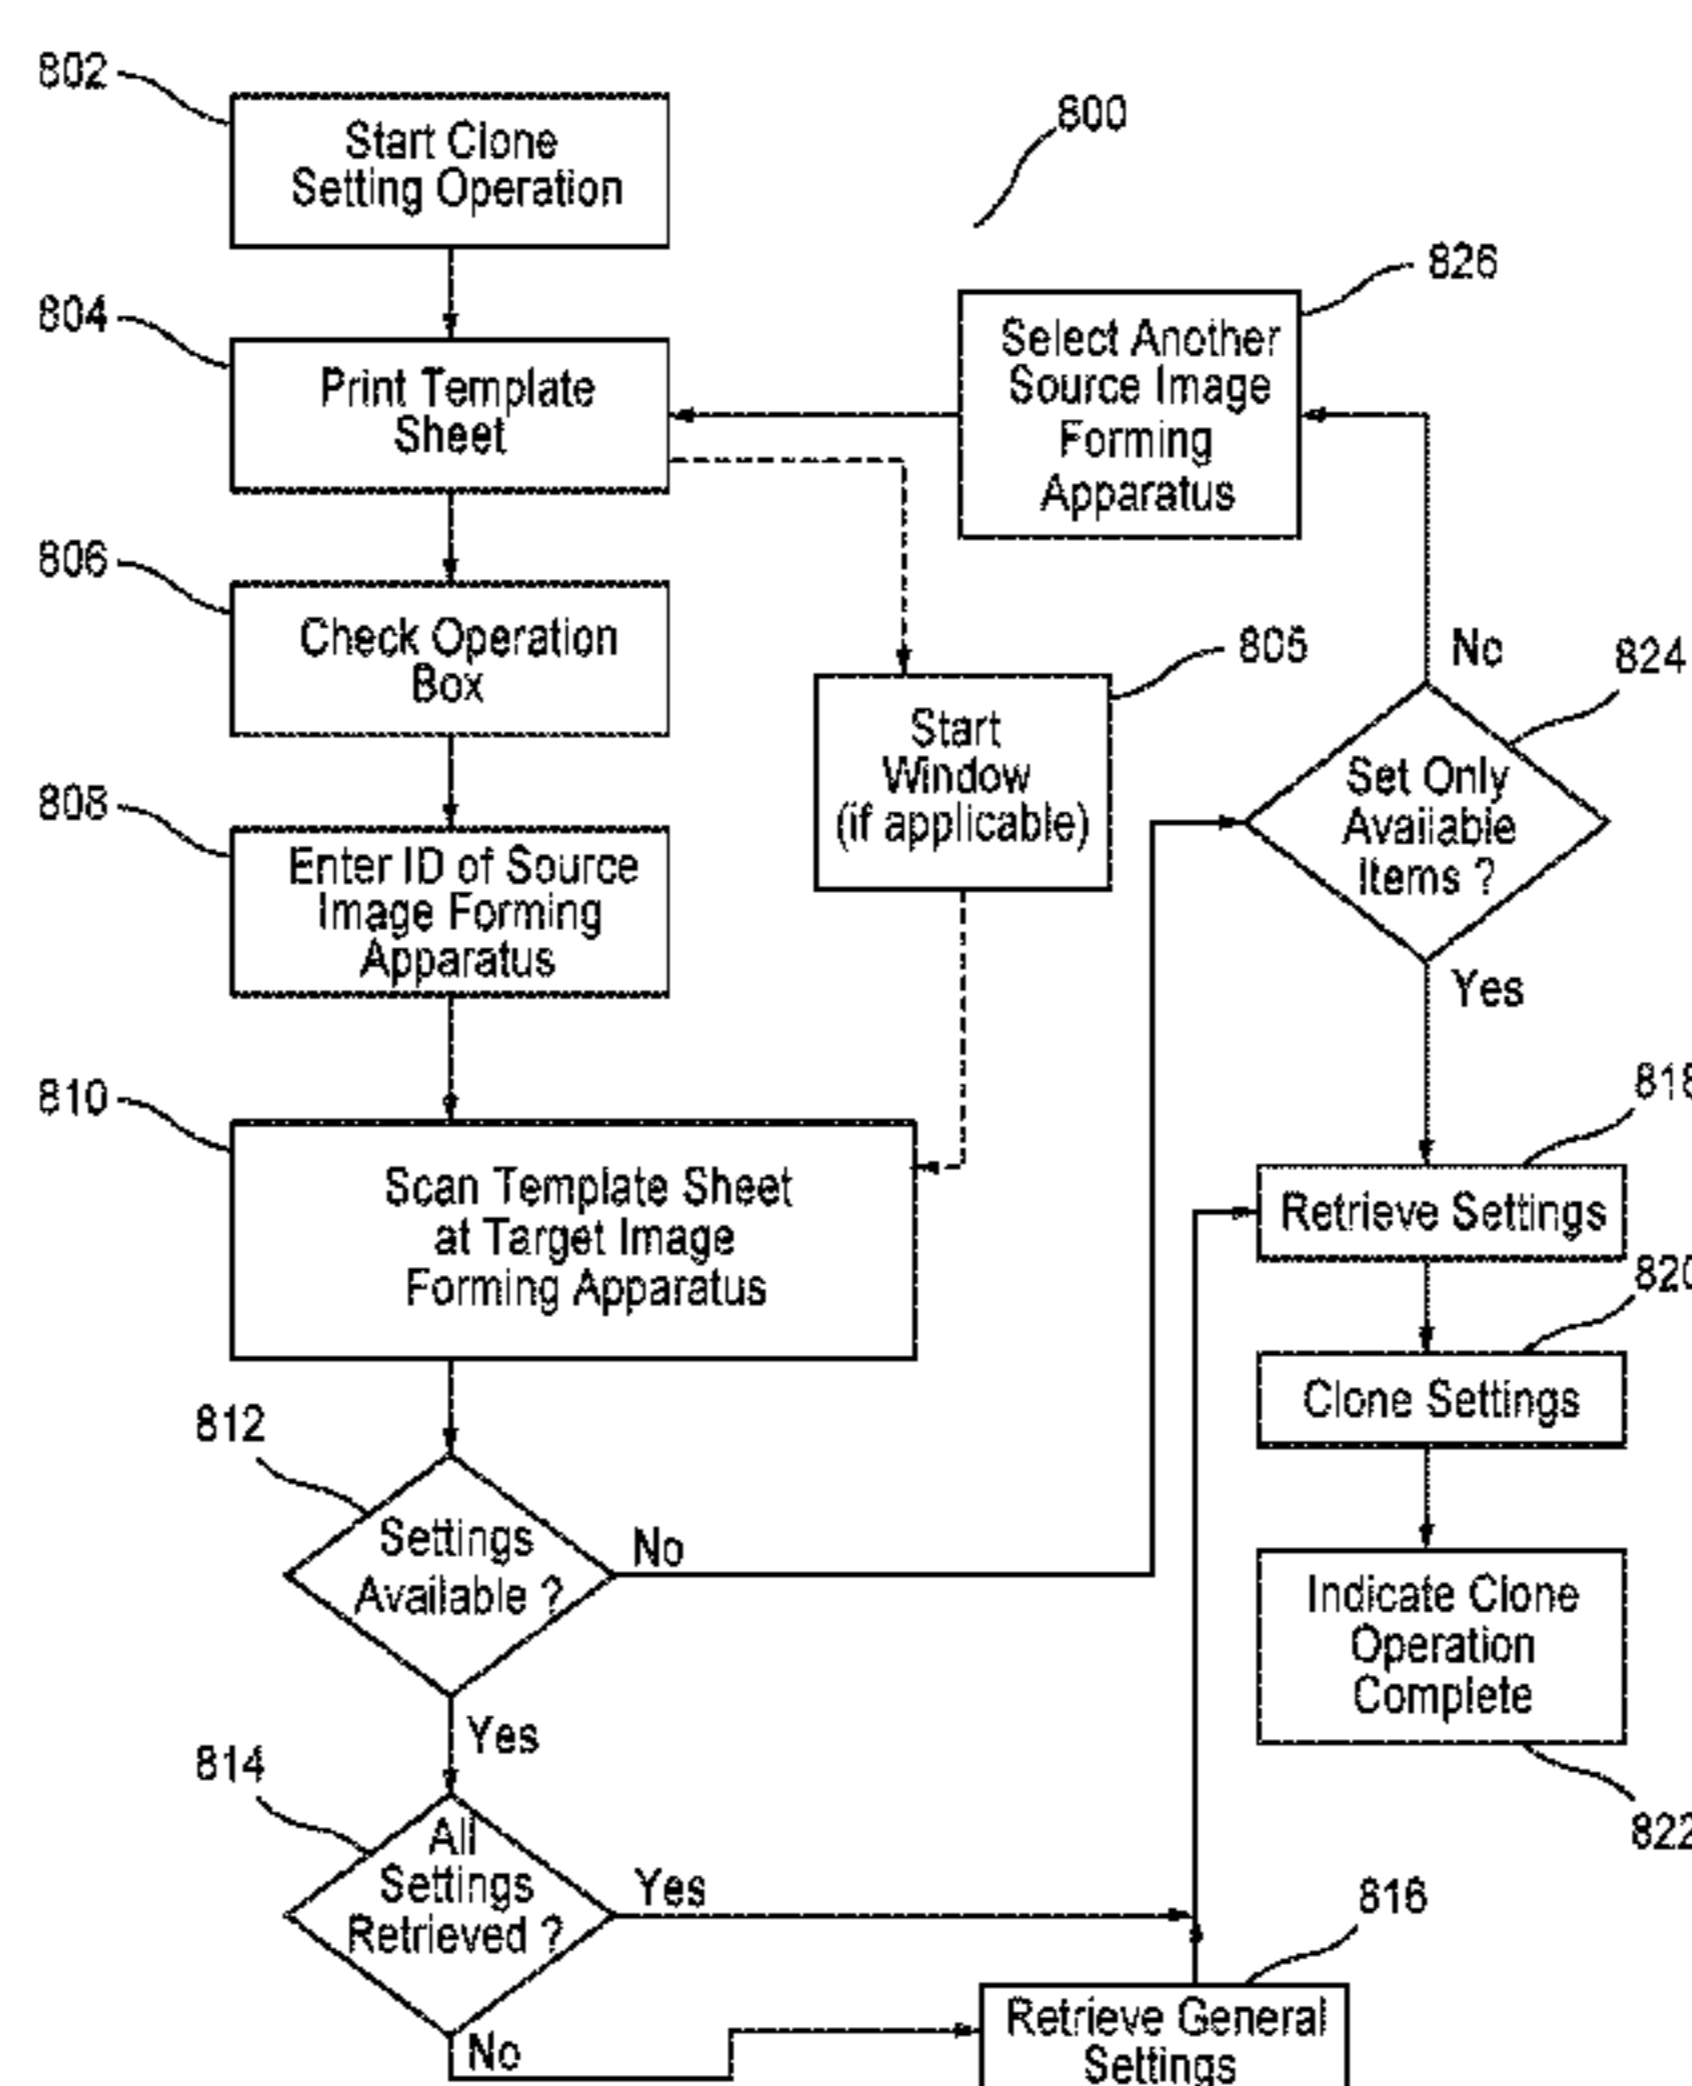 802
Start Clone
Setting Operation
800
804
Print Template
Sheet
826
Select Another
Source Image
Forming
Apparatus
806
Check Operation
Box
805
Start
Window
(if applicable)
No
824
Set Only
Available
Items ?
Yes
808
Enter ID of Source
Image Forming
Apparatus
810
Scan Template Sheet
at Target Image
Forming Apparatus
818
Retrieve Settings
820
Clone Settings
812
Settings
Available ?
No
Yes
Indicate Clone
Operation
Complete
822
814
All
Settings
Retrieved ?
Yes
No
816
Retrieve General
Settings